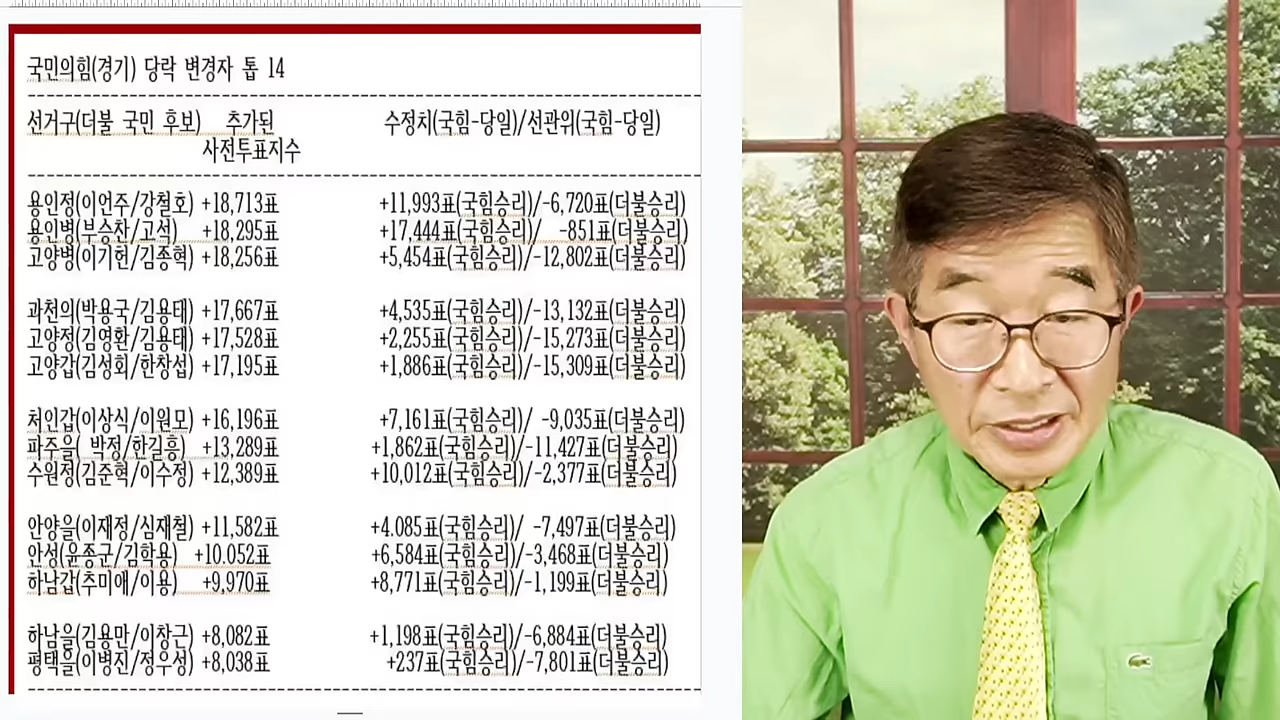 국민의힘(경기) 당락 변경자 톱 14
선거구(더불 국민 후보) 추가된 수정치(국힘-당일)/선관위(국힘-당일)
사전투표지수
용인정(이언주/강철호) +18,713표 +11,993표(국힘승리)/-6,720표(더불승리)
용인병(부승찬/고석) +18,295표 +17,444표(국힘승리)/ -851표(더불승리)
고양병(이기헌/김종혁) +18,256표 +5,454표(국힘승리)/-12,802표(더불승리)
과천의(박용국/김용태) +17,667표 +4,535표(국힘승리)/-13,132표(더불승리)
고양정(김영환/김용태) +17,528표 +2,255표(국힘승리)/-15,273표(더불승리)
고양갑(김성회/한창섭) +17,195표 +1,886표(국힘승리)/-15,309표(더불승리)
처인갑(이상식/이원모) +16,196표 +7,161표(국힘승리)/ -9,035표(더불승리)
파주을( 박정/한길룡) +13,289표 +1,862표(국힘승리)/-11,427표(더불승리)
수원정(김준혁/이수정) +12,389표 +10,012표(국힘승리)/-2,377표(더불승리)
안양을(이재정/심재철) +11,582표 +4.085표(국힘승리)/ -7,497표(더불승리)
안성(윤종군/김학용) +10,052표 +6,584표(국힘승리)/-3,468표(더불승리)
하남갑(추미애/이용) +9,970표 +8,771표(국힘승리)/-1,199표(더불승리)
하남을(김용만/이창근) +8,082표 +1,198표(국힘승리)/-6,884표(더불승리)
평택을(이병진/정우성) +8,038표 +237표(국힘승리)/-7,801표(더불승리)